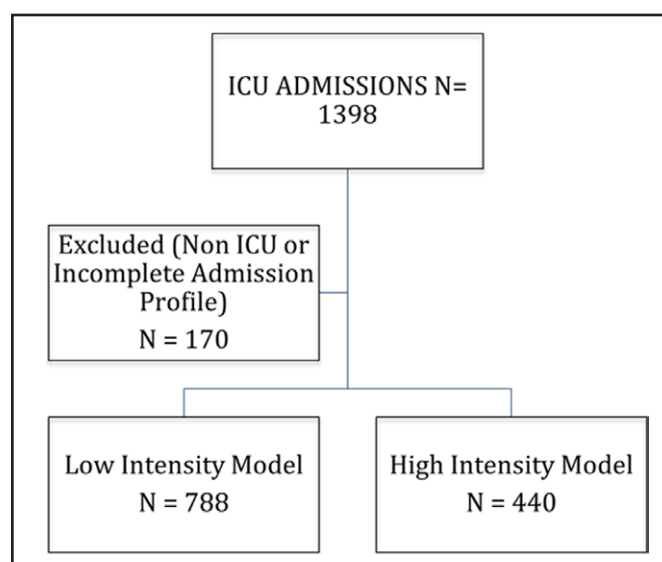 ICU ADMISSIONS N=
1398
Excluded (Non ICU or
Incomplete Admission
Profile)
N = 170
Low Intensity Model
N = 788
High Intensity Model
N = 440